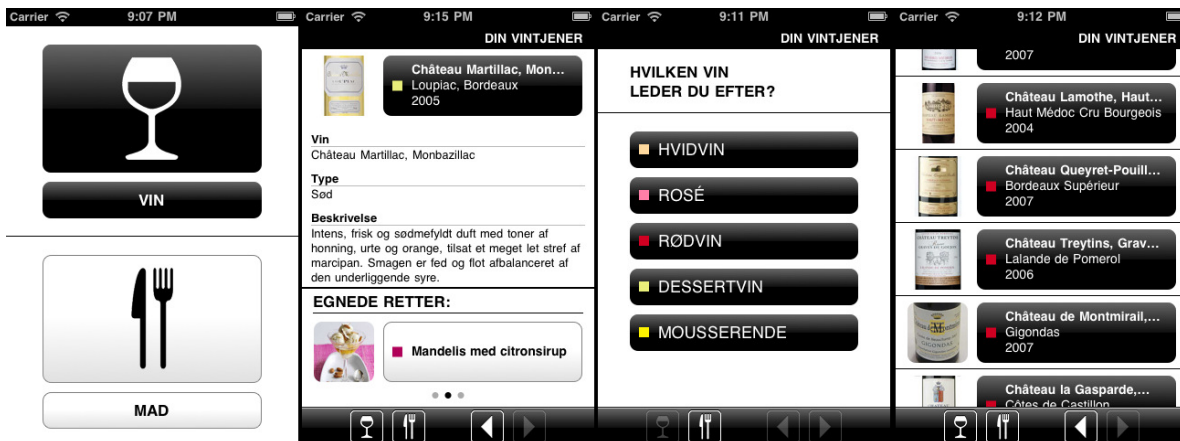 Carrier 9:07 PM
VIN
MAD
Carrier 9:15 PM
DIN VINTJENER
Château Martillac, Mon...
Loupiac, Bordeaux
2005
Vin
Château Martillac, Monbazillac
Type
Sød
Beskrivelse
Intens, frisk og sødmefyldt duft med toner af
honning, urte og orange, tilsat et meget let stref af
marcipan. Smagen er fed og flot afbalanceret af
den underliggende syre.
EGNEDE RETTER:
Mandelis med citronsirup
Carrier 9:11 PM
DIN VINTJENER
HVILKEN VIN
LEDER DU EFTER?
HVIDVIN
ROSÉ
RØDVIN
DESSERTVIN
MOUSSERENDE
Carrier 9:12 PM
DIN VINTJENER
2007
Château Lamothe, Haut...
Haut Médoc Cru Bourgeois
2004
Château Queyret-Pouill...
Bordeaux Supérieur
2007
Château Treytins, Grav...
Lalande de Pomerol
2006
Château de Montmirail,...
Gigondas
2007
Château la Gasparde,...
Côtes de Castillon